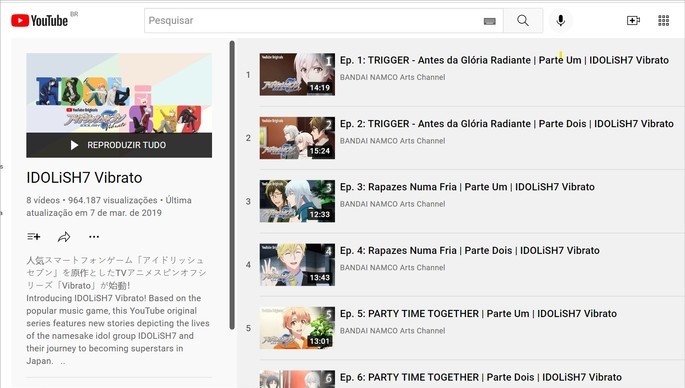 YouTube BR
Pesquisar
REPRODUZIR TUDO
IDOLiSH7 Vibrato
8 vídeos • 964.187 visualizações • Última
atualização em 7 de mar. de 2019
人気スマートフォンゲーム「アイドリッシュ
セブン」を原作としたTVアニメスピンオフシ
リーズ「Vibrato」が始動！
Introducing IDOLiSH7 Vibrato! Based on the
popular music game, this YouTube original
series features new stories depicting the lives
of the namesake idol group IDOLiSH7 and
their journey to becoming superstars in
Japan. ..
1
14:19
Ep. 1: TRIGGER - Antes da Glória Radiante | Parte Um | IDOLiSH7 Vibrato
BANDAI NAMCO Arts Channel
2
15:24
Ep. 2: TRIGGER - Antes da Glória Radiante | Parte Dois | IDOLiSH7 Vibrato
BANDAI NAMCO Arts Channel
3
12:33
Ep. 3: Rapazes Numa Fria | Parte Um | IDOLiSH7 Vibrato
BANDAI NAMCO Arts Channel
4
13:43
Ep. 4: Rapazes Numa Fria | Parte Dois | IDOLiSH7 Vibrato
BANDAI NAMCO Arts Channel
5
13:01
Ep. 5: PARTY TIME TOGETHER | Parte Um | IDOLiSH7 Vibrato
BANDAI NAMCO Arts Channel
Ep. 6: PARTY TIME TOGETHER | Parte Dois | IDOLiSH7 Vibrato